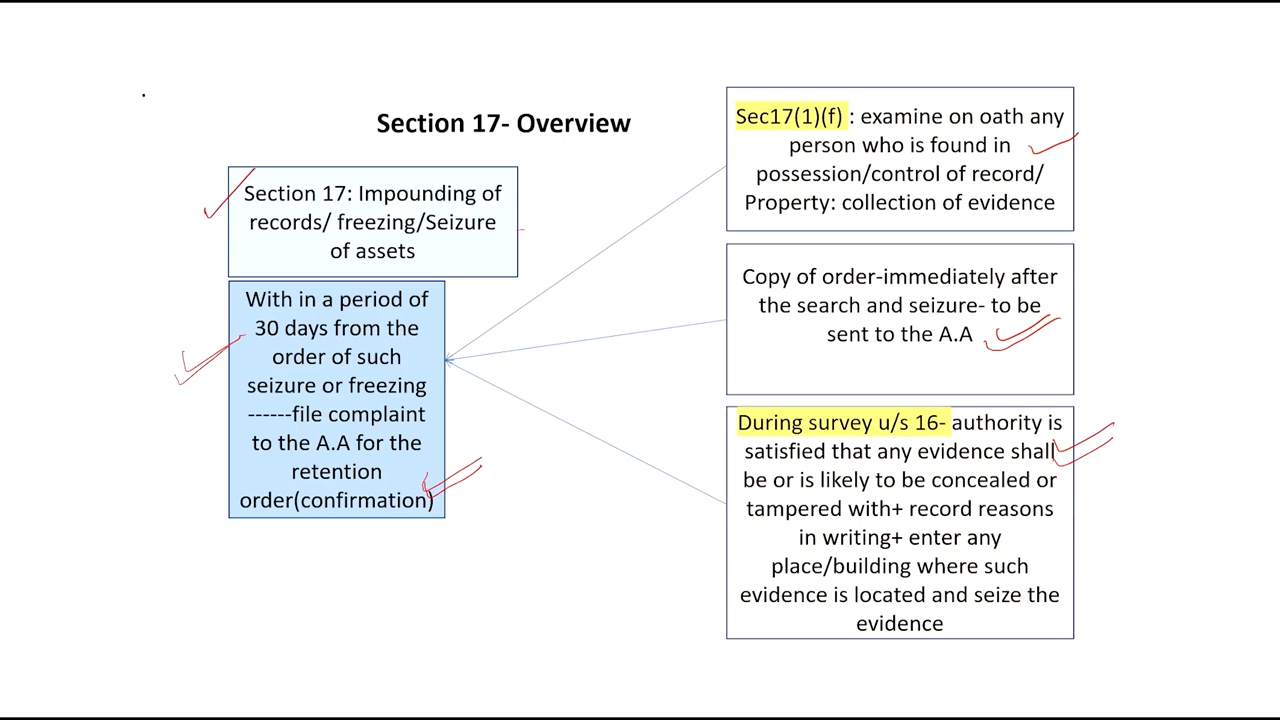 Section 17- Overview
Section 17: Impounding of
records/ freezing/Seizure
of assets
With in a period of
30 days from the
order of such
seizure or freezing
------file complaint
to the A.A for the
retention
order(confirmation)
Sec17(1)(f) : examine on oath any
person who is found in
possession/control of record/
Property: collection of evidence
Copy of order-immediately after
the search and seizure- to be
sent to the A.A
During survey u/s 16- authority is
satisfied that any evidence shall
be or is likely to be concealed or
tampered with+ record reasons
in writing+ enter any
place/building where such
evidence is located and seize the
evidence